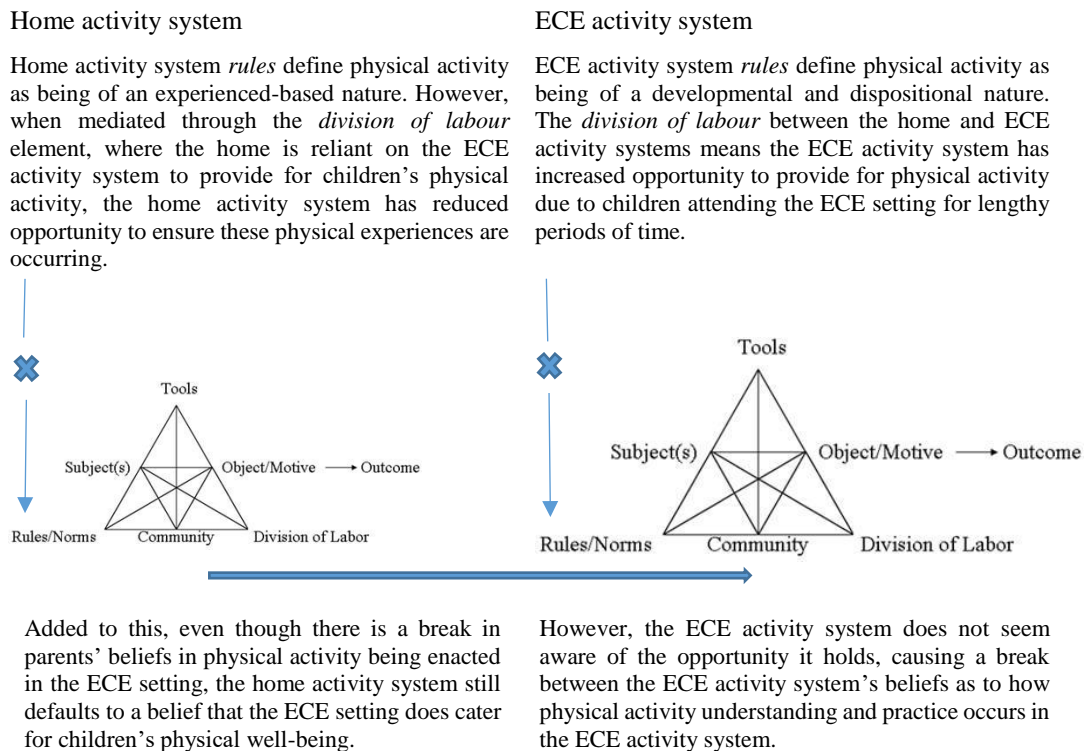 Home activity system
Home activity system rules define physical activity
as being of an experienced-based nature. However,
when mediated through the division of labour
element, where the home is reliant on the ECE
activity system to provide for children's physical
activity, the home activity system has reduced
opportunity to ensure these physical experiences are
occurring.
ECE activity system
ECE activity system rules define physical activity as
being of a developmental and dispositional nature.
The division of labour between the home and ECE
activity systems means the ECE activity system has
increased opportunity to provide for physical activity
due to children attending the ECE setting for lengthy
periods of time.
Tools
Subject(s) Object/Motive Outcome
Rules/Norms Community Division of Labor
Tools
Subject(s) Object/Motive Outcome
Rules/Norms Community Division of Labor
Added to this, even though there is a break in
parents' beliefs in physical activity being enacted
in the ECE setting, the home activity system still
defaults to a belief that the ECE setting does cater
for children's physical well-being.
However, the ECE activity system does not seem
aware of the opportunity it holds, causing a break
between the ECE activity system's beliefs as to how
physical activity understanding and practice occurs in
the ECE activity system.